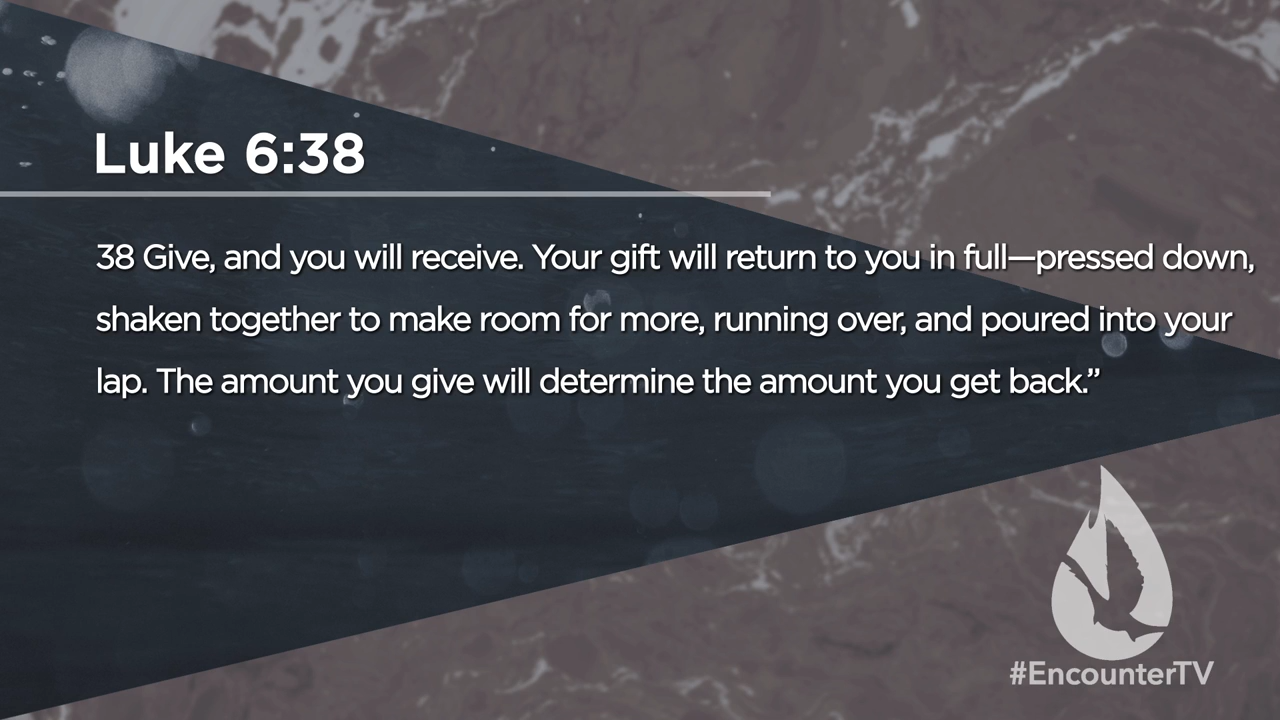 Luke 6:38
38 Give, and you will receive. Your gift will return to you in full—pressed down,
shaken together to make room for more, running over, and poured into your
lap. The amount you give will determine the amount you get back.”
#EncounterTV